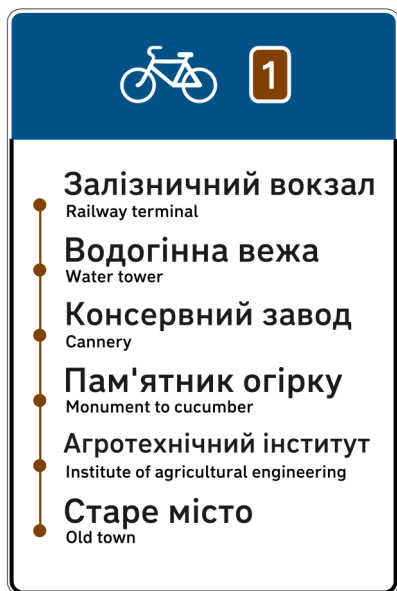 1
Залізничний вокзал
Railway terminal
Водогінна вежа
Water tower
Консервний завод
Cannery
Пам'ятник огірку
Monument to cucumber
Агротехнічний інститут
Institute of agricultural engineering
Старе місто
Old town